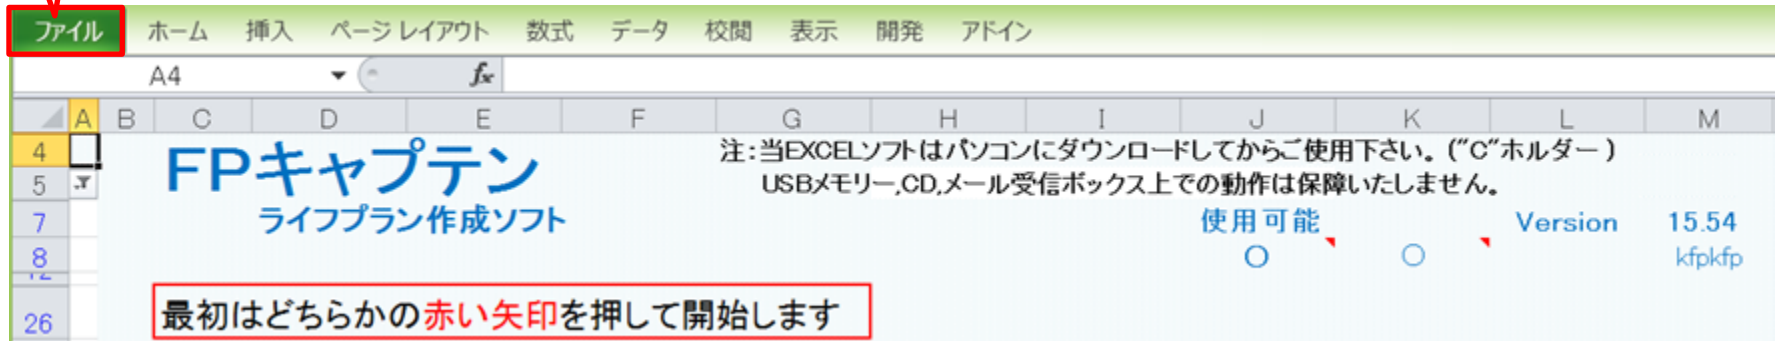 ファイル ホーム 挿入 ページ レイアウト 数式 データ 校閲 表示 開発 アドイン
A4 fx
A B C D E F G H I J K L M
4 FPキャプテン 注:当EXCELソフトはパソコンにダウンロードしてからご使用下さい。("C"ホルダー )
5 USBメモリー,CD,メール受信ボックス上での動作は保障いたしません。
7 ライフプラン作成ソフト 使用可能 Version 15.54
8 ○ ○ kfpkfp
26 最初はどちらかの赤い矢印を押して開始します